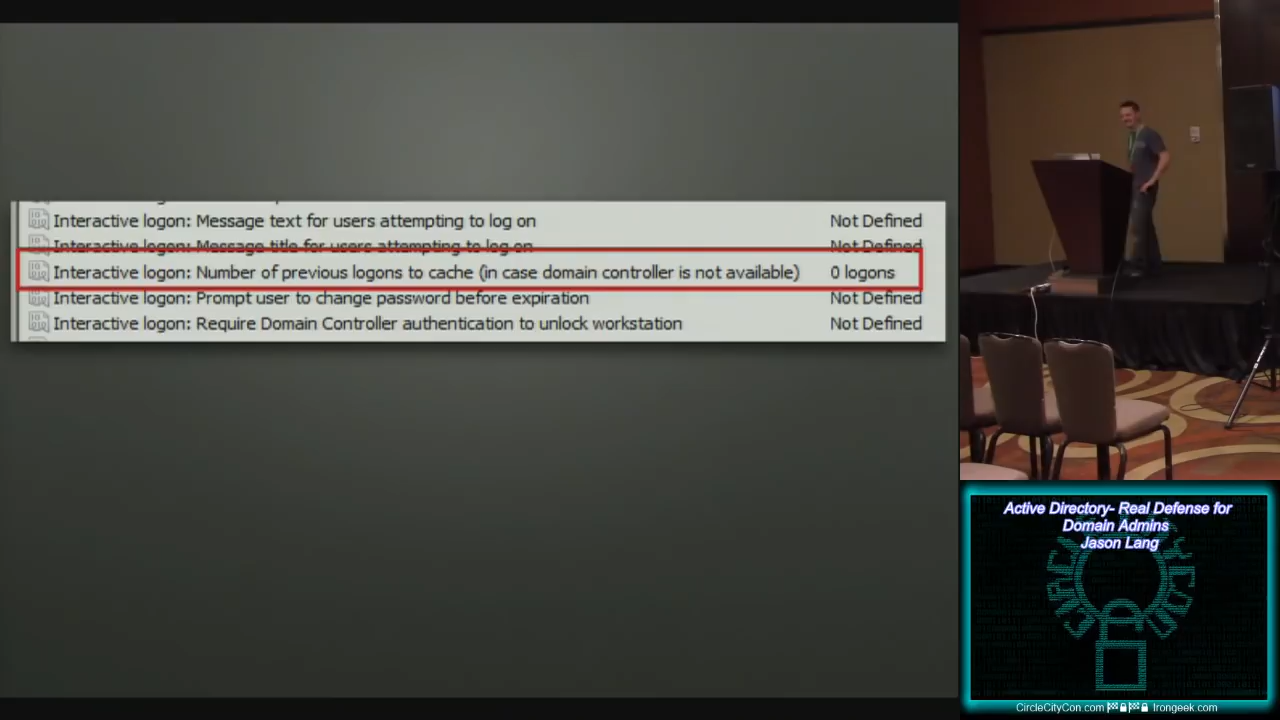 Interactive logon: Message text for users attempting to log on Not Defined
Interactive logon: Message title for users attempting to log on Not Defined
Interactive logon: Number of previous logons to cache (in case domain controller is not available) 0 logons
Interactive logon: Prompt user to change password before expiration Not Defined
Interactive logon: Require Domain Controller authentication to unlock workstation Not Defined
Active Directory- Real Defense for
Domain Admins
Jason Lang
CircleCityCon.com Irongeek.com